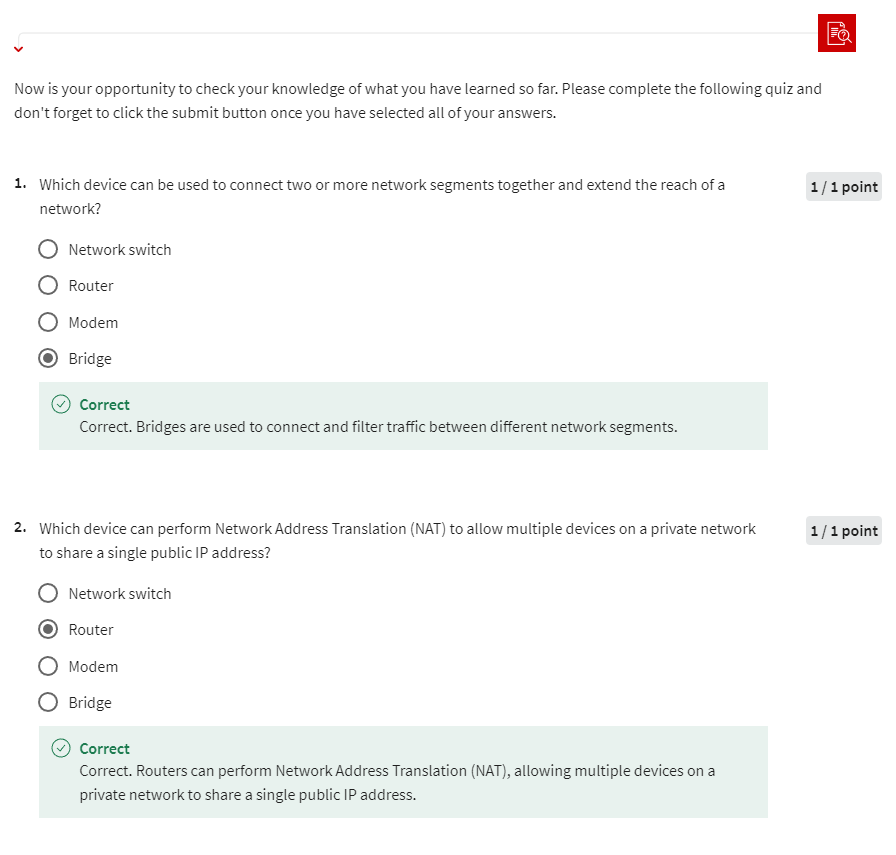 Now is your opportunity to check your knowledge of what you have learned so far. Please complete the following quiz and
don't forget to click the submit button once you have selected all of your answers.
1. Which device can be used to connect two or more network segments together and extend the reach of a
network?
1 / 1 point
Network switch
Router
Modem
Bridge
Correct
Correct. Bridges are used to connect and filter traffic between different network segments.
2. Which device can perform Network Address Translation (NAT) to allow multiple devices on a private network
to share a single public IP address?
1 / 1 point
Network switch
Router
Modem
Bridge
Correct
Correct. Routers can perform Network Address Translation (NAT), allowing multiple devices on a
private network to share a single public IP address.